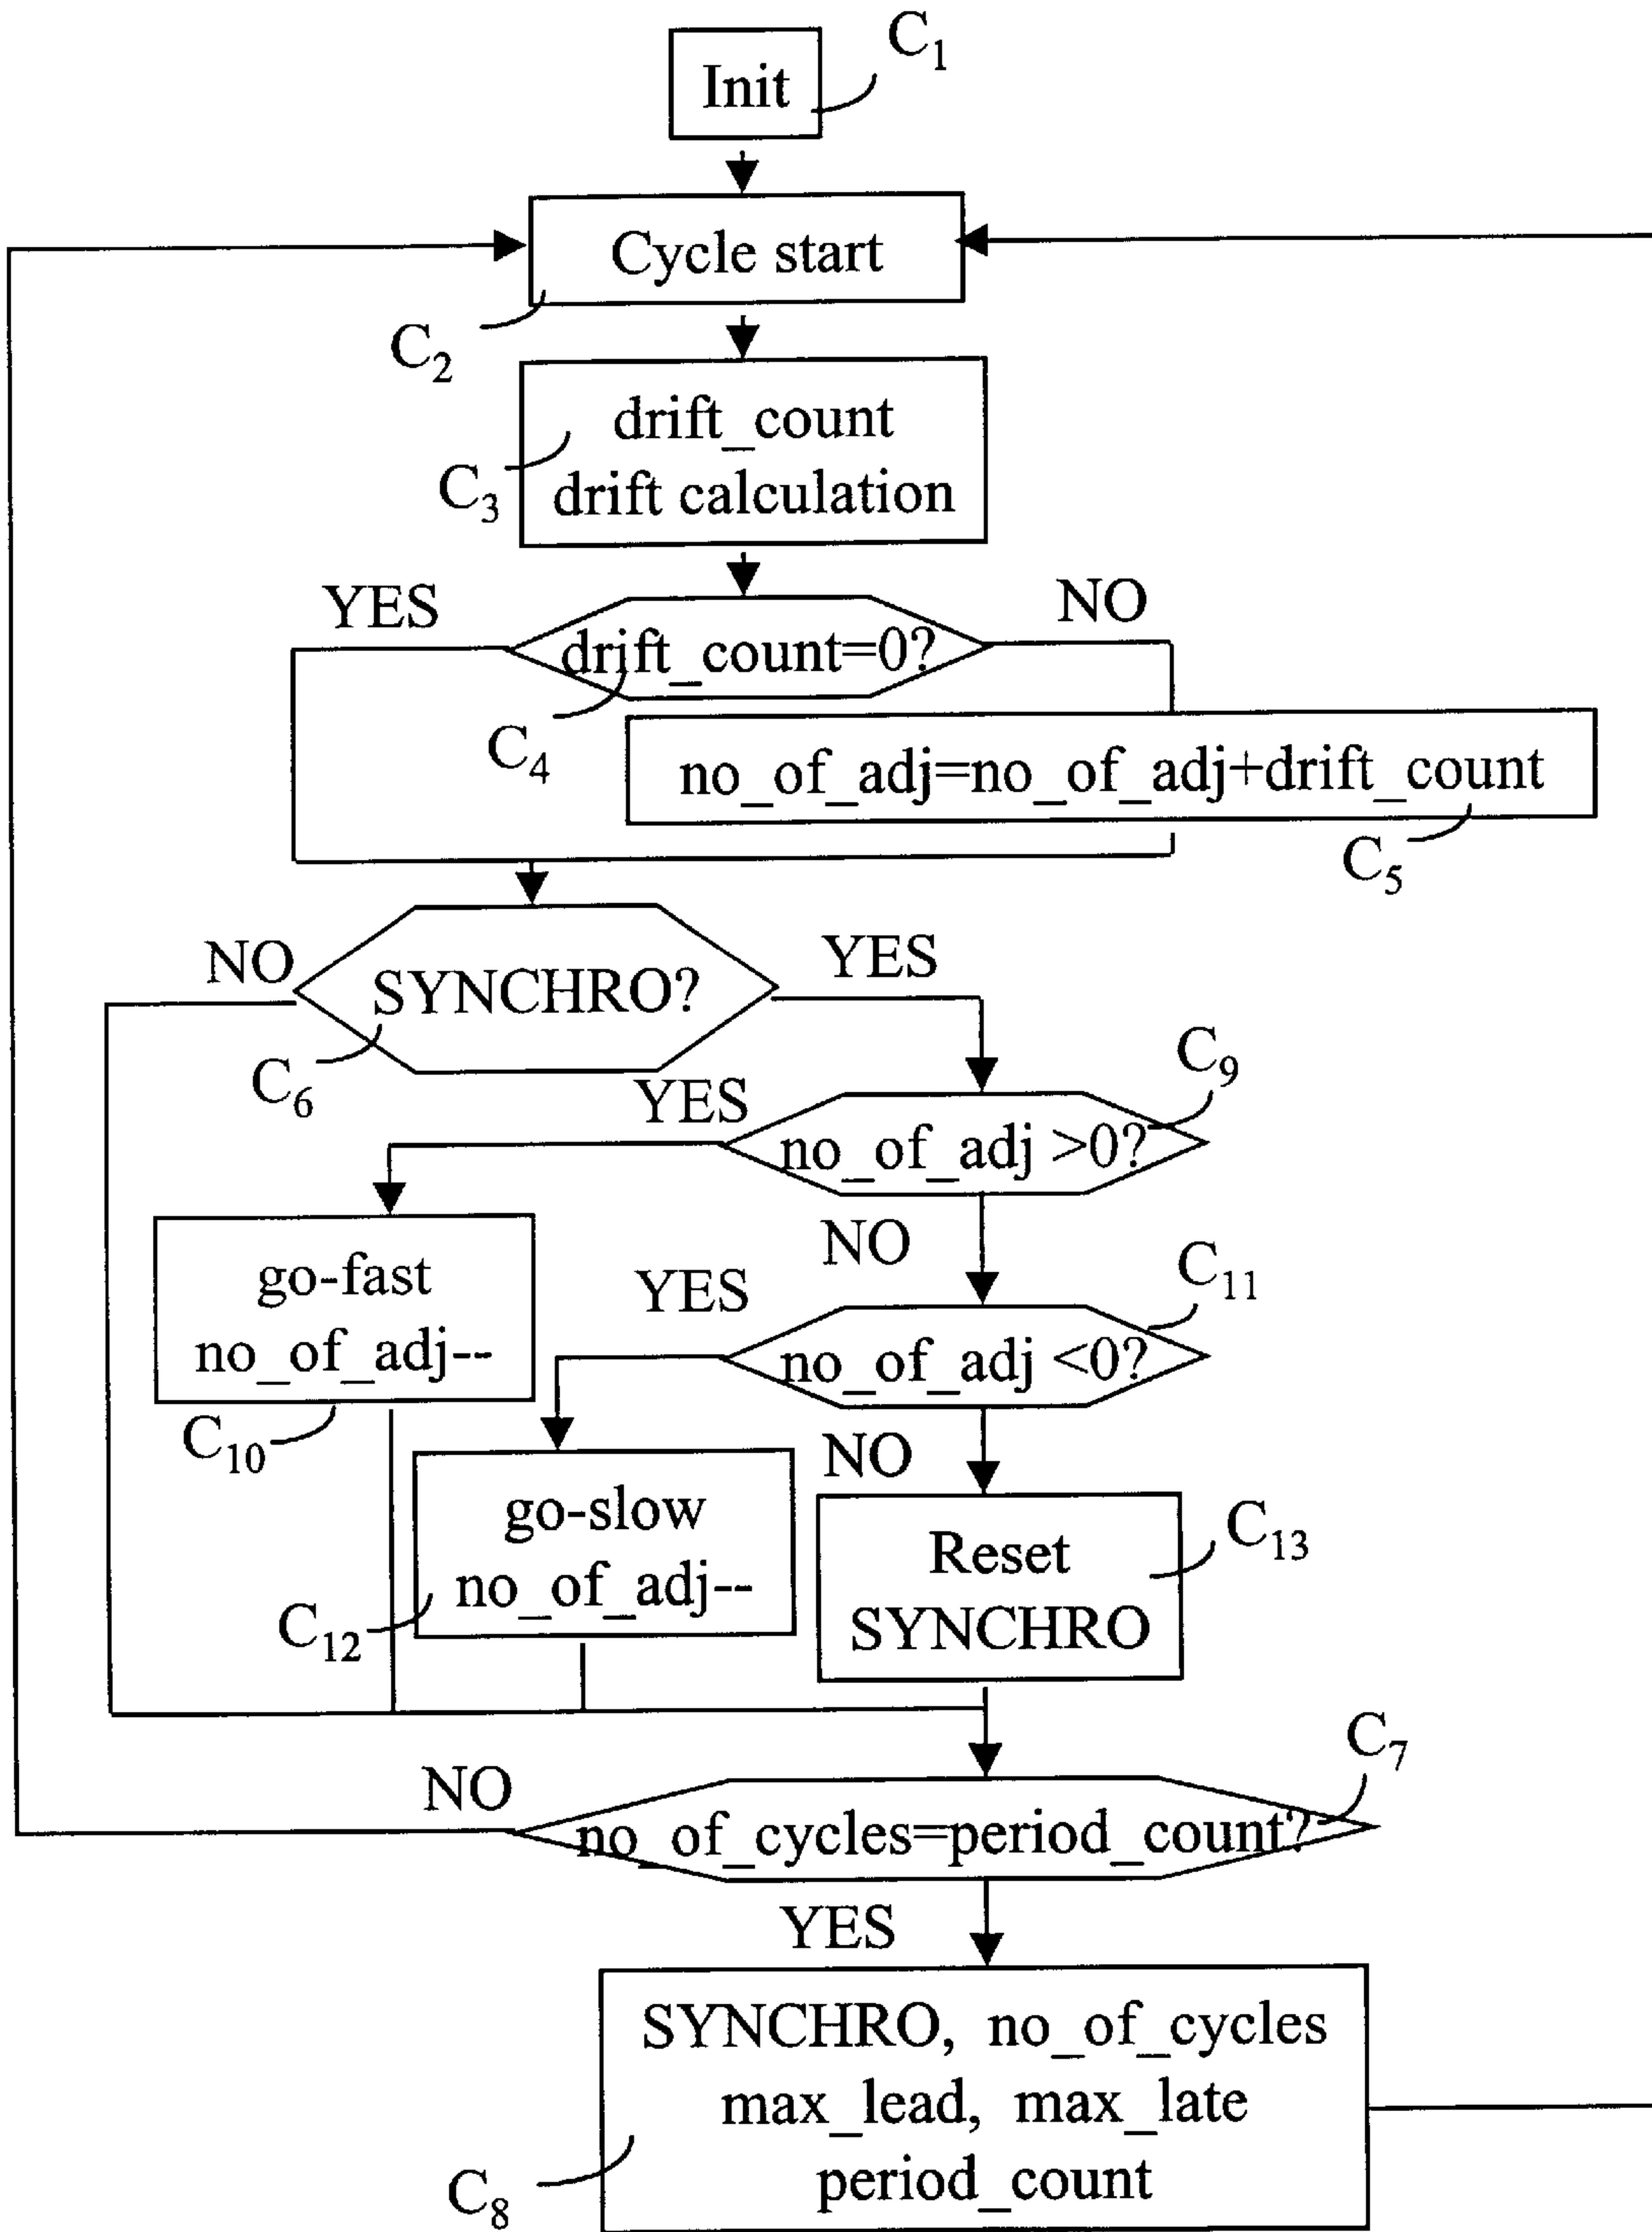 Init
C1
Cycle start
C2
drift_count
drift calculation
C3
YES
NO
drift_count=0?
C4
no_of_adj=no_of_adj+drift_count
C5
NO
SYNCHRO?
YES
C6
C9
YES
no_of_adj >0?
NO
go-fast
no_of_adj--
C10
C11
YES
no_of_adj <0?
NO
go-slow
no_of_adj--
C12
Reset
SYNCHRO
C13
C7
NO
no_of_cycles=period_count?
YES
SYNCHRO, no_of_cycles
max_lead, max_late
period_count
C8